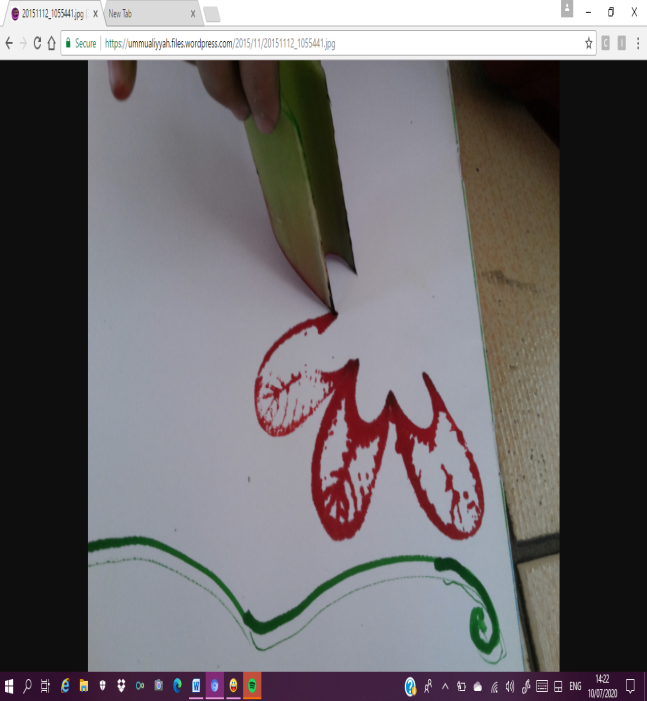 20151112_1055441.jpg (
New Tab
Secure https://ummualiyyah.files.wordpress.com/2015/11/20151112_1055441.jpg
ENG
14:22
10/07/2020